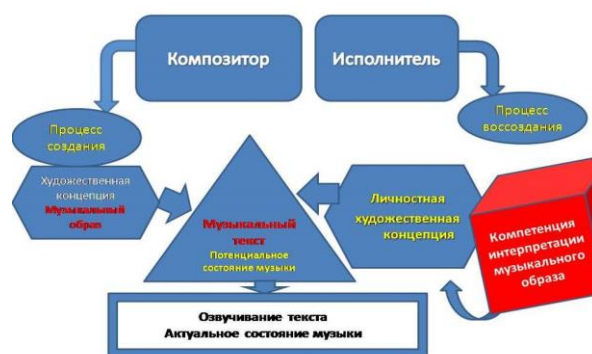 Композитор
Исполнитель
Процесс
создания
Процесс
воссоздания
Художественная
концепция
Музыкальный
образ
Музыкальный
текст
Потенциальное
состояние музыки
Личностная
художественная
концепция
Компетенция
интерпретации
музыкального
образа
Озвучивание текста
Актуальное состояние музыки